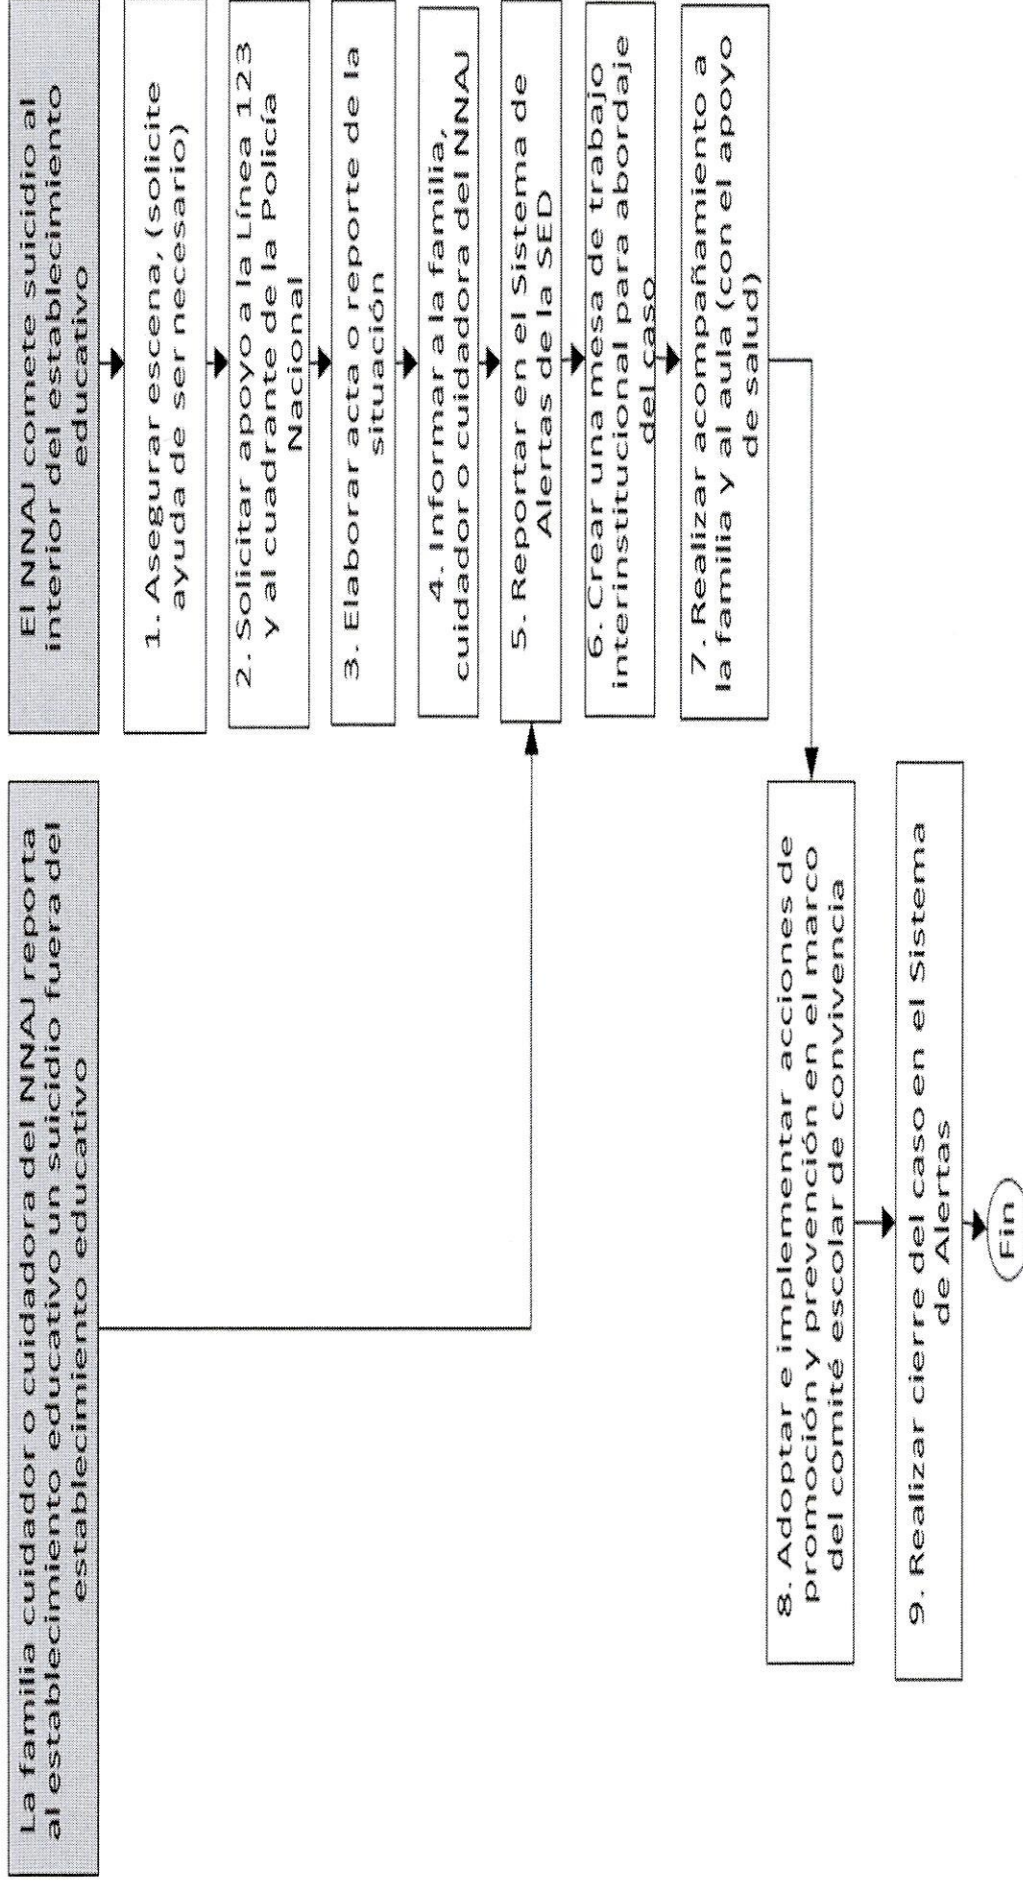 La familia cuidador o cuidadora del NNAJ reporta
al establecimiento educativo un suicidio fuera del
establecimiento educativo
El NNAJ comete suicidio al
interior del establecimiento
educativo
1. Asegurar escena, (solicite
ayuda de ser necesario)
2. Solicitar apoyo a la Línea 123
y al cuadrante de la Policía
Nacional
3. Elaborar acta o reporte de la
situación
4. Informar a la familia,
cuidador o cuidadora del NNAJ
5. Reportar en el Sistema de
Alertas de la SED
6. Crear una mesa de trabajo
interinstitucional para abordaje
del caso
7. Realizar acompañamiento a
la familia y al aula (con el apoyo
de salud)
8. Adoptar e implementar acciones de
promoción y prevención en el marco
del comité escolar de convivencia
9. Realizar cierre del caso en el Sistema
de Alertas
Fin